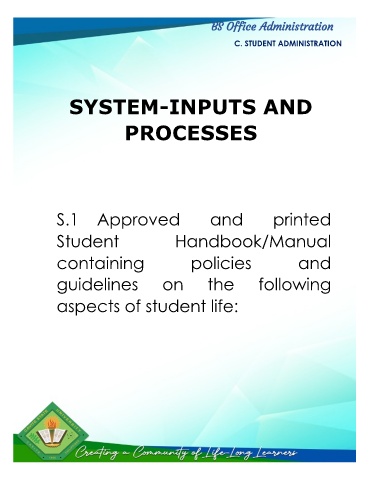 BS Office Administration
C. STUDENT ADMINISTRATION
SYSTEM-INPUTS AND
PROCESSES
S.1 Approved and printed
Student Handbook/Manual
containing policies and
guidelines on the following
aspects of student life:
Creating a Community of Life-Long Learners